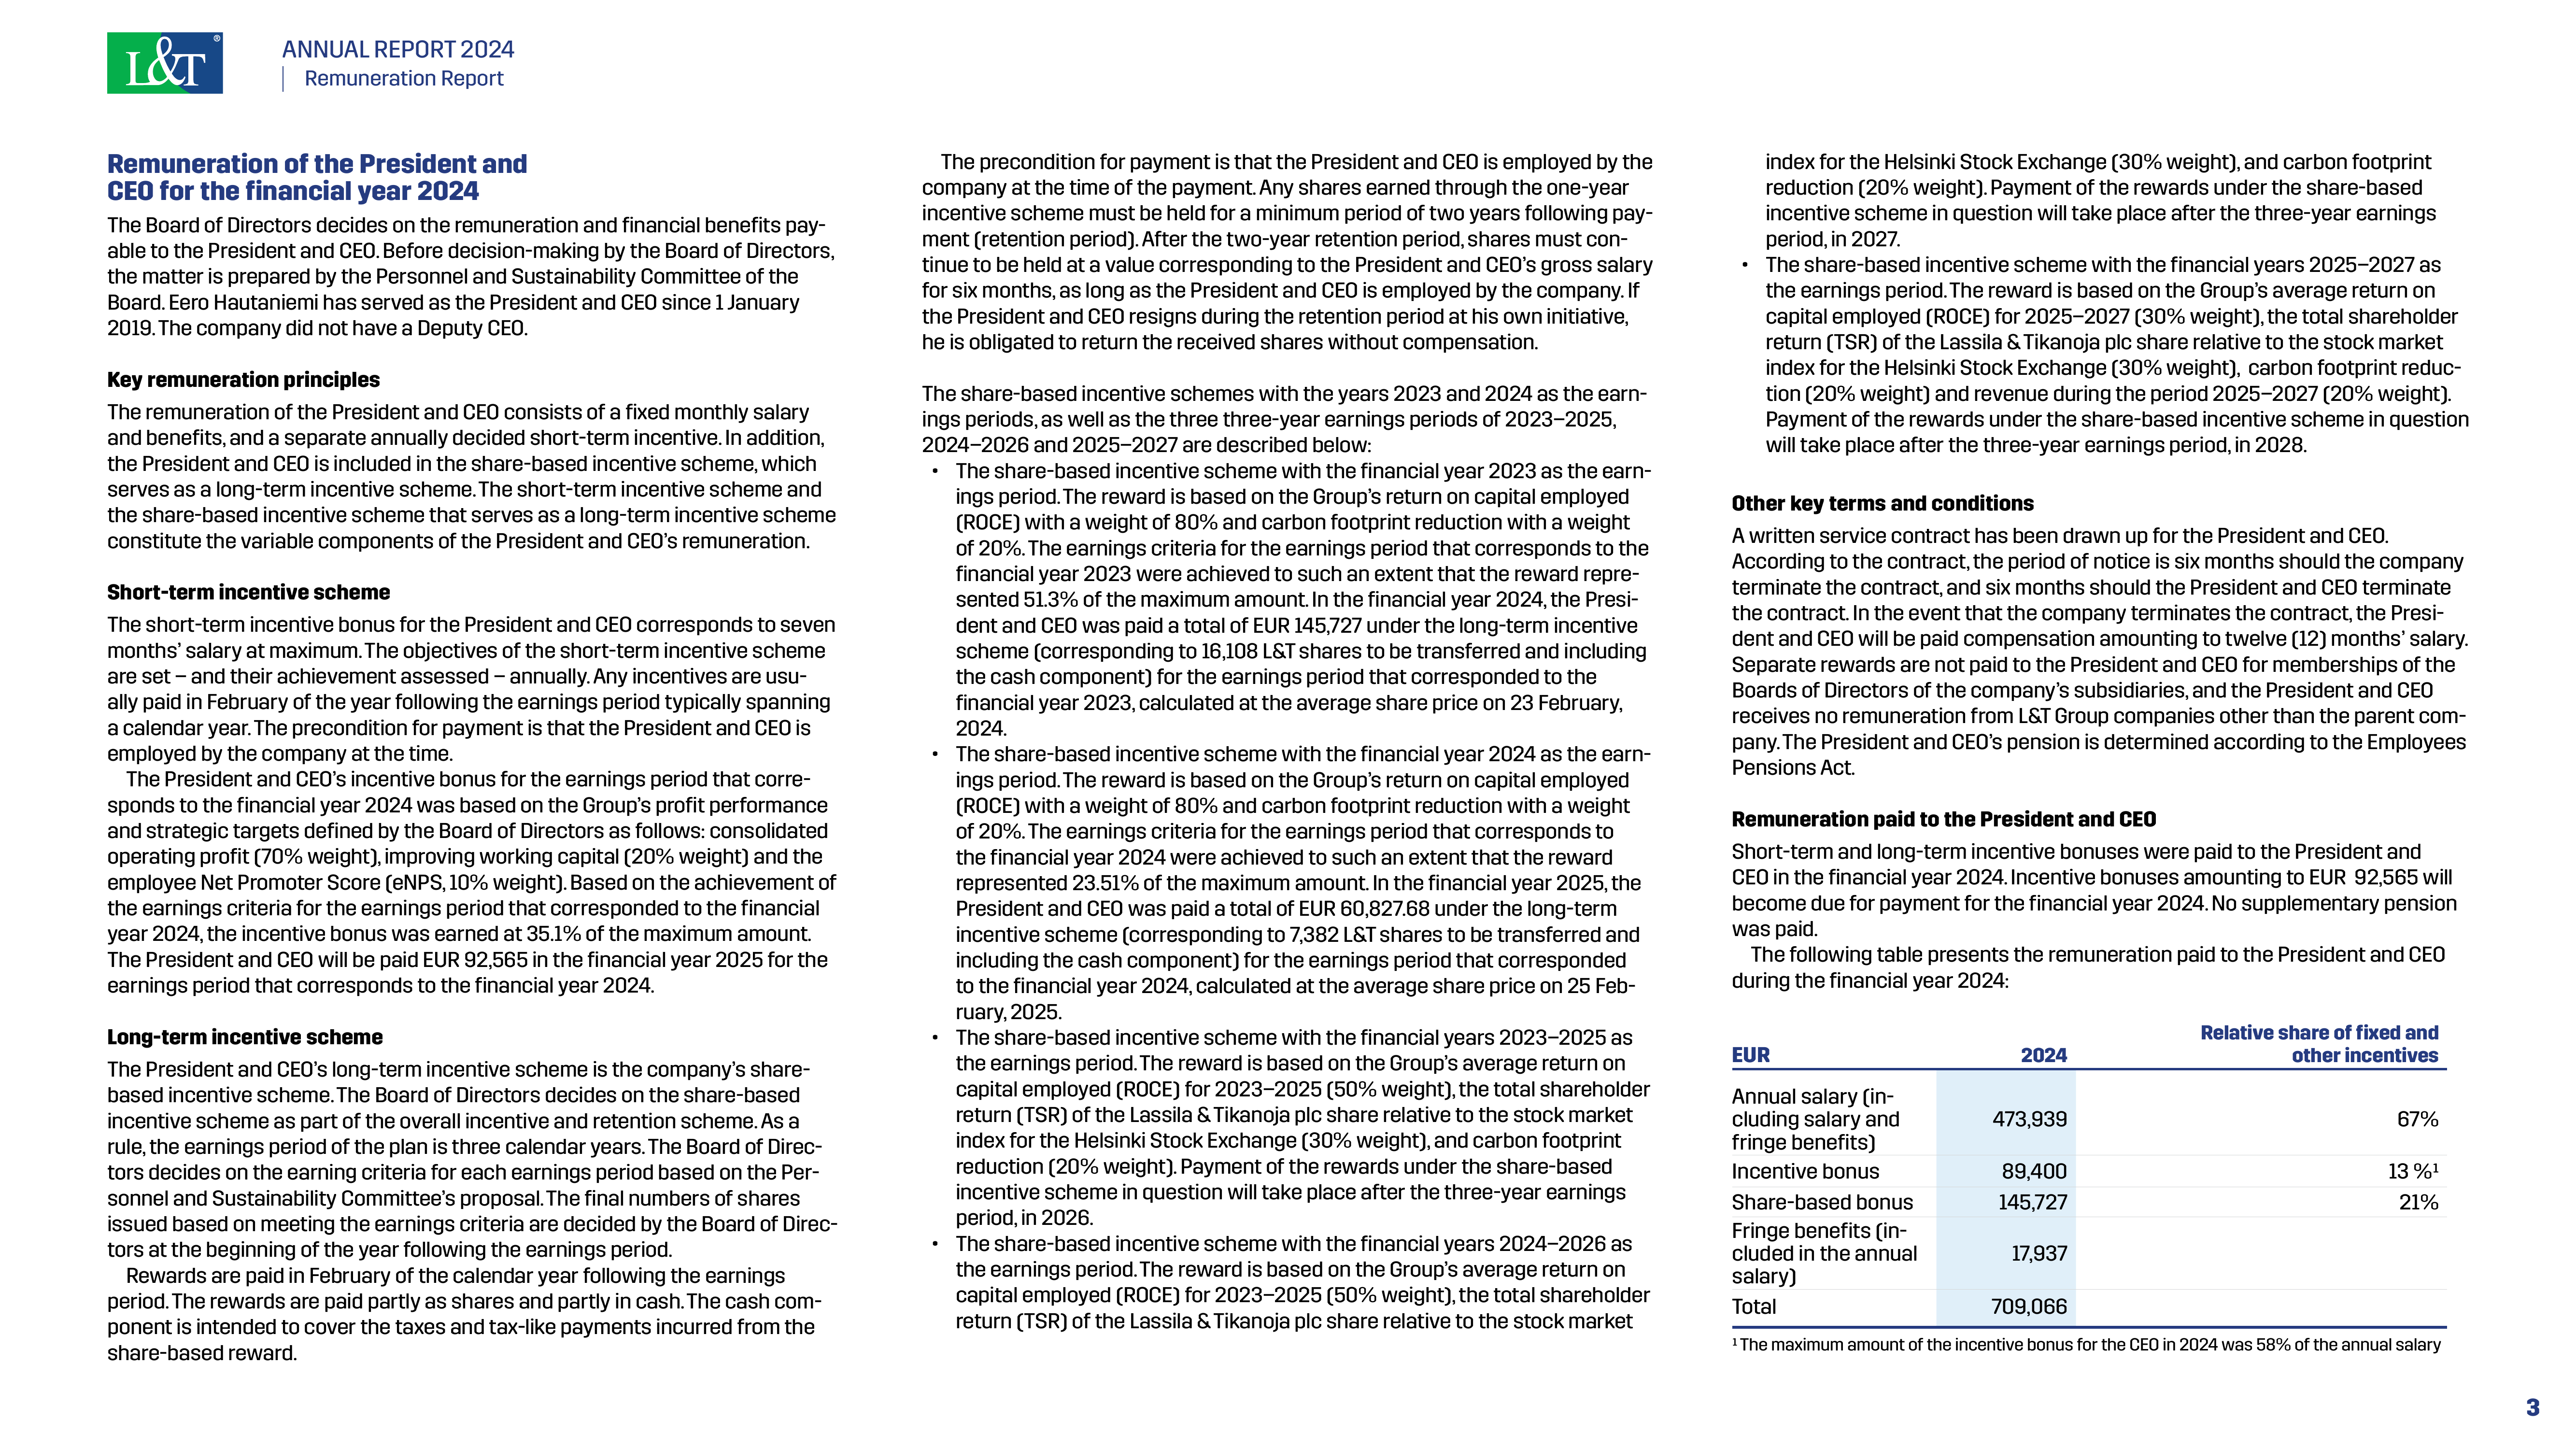 L&T®
ANNUAL REPORT 2024
Remuneration Report
Remuneration of the President and
CEO for the financial year 2024
The Board of Directors decides on the remuneration and financial benefits pay-
able to the President and CEO. Before decision-making by the Board of Directors,
the matter is prepared by the Personnel and Sustainability Committee of the
Board. Eero Hautaniemi has served as the President and CEO since 1 January
2019. The company did not have a Deputy CEO.
Key remuneration principles
The remuneration of the President and CEO consists of a fixed monthly salary
and benefits, and a separate annually decided short-term incentive. In addition,
the President and CEO is included in the share-based incentive scheme, which
serves as a long-term incentive scheme. The short-term incentive scheme and
the share-based incentive scheme that serves as a long-term incentive scheme
constitute the variable components of the President and CEO’s remuneration.
Short-term incentive scheme
The short-term incentive bonus for the President and CEO corresponds to seven
months’ salary at maximum. The objectives of the short-term incentive scheme
are set – and their achievement assessed – annually. Any incentives are usu-
ally paid in February of the year following the earnings period typically spanning
a calendar year. The precondition for payment is that the President and CEO is
employed by the company at the time.
The President and CEO’s incentive bonus for the earnings period that corre-
sponds to the financial year 2024 was based on the Group’s profit performance
and strategic targets defined by the Board of Directors as follows: consolidated
operating profit (70% weight), improving working capital (20% weight) and the
employee Net Promoter Score (eNPS, 10% weight). Based on the achievement of
the earnings criteria for the earnings period that corresponded to the financial
year 2024, the incentive bonus was earned at 35.1% of the maximum amount.
The President and CEO will be paid EUR 92,565 in the financial year 2025 for the
earnings period that corresponds to the financial year 2024.
Long-term incentive scheme
The President and CEO’s long-term incentive scheme is the company’s share-
based incentive scheme. The Board of Directors decides on the share-based
incentive scheme as part of the overall incentive and retention scheme. As a
rule, the earnings period of the plan is three calendar years. The Board of Direc-
tors decides on the earning criteria for each earnings period based on the Per-
sonnel and Sustainability Committee’s proposal. The final numbers of shares
issued based on meeting the earnings criteria are decided by the Board of Direc-
tors at the beginning of the year following the earnings period.
Rewards are paid in February of the calendar year following the earnings
period. The rewards are paid partly as shares and partly in cash. The cash com-
ponent is intended to cover the taxes and tax-like payments incurred from the
share-based reward.
The precondition for payment is that the President and CEO is employed by the
company at the time of the payment. Any shares earned through the one-year
incentive scheme must be held for a minimum period of two years following pay-
ment (retention period). After the two-year retention period, shares must con-
tinue to be held at a value corresponding to the President and CEO’s gross salary
for six months, as long as the President and CEO is employed by the company. If
the President and CEO resigns during the retention period at his own initiative,
he is obligated to return the received shares without compensation.
The share-based incentive schemes with the years 2023 and 2024 as the earn-
ings periods, as well as the three three-year earnings periods of 2023–2025,
2024–2026 and 2025–2027 are described below:
• The share-based incentive scheme with the financial year 2023 as the earn-
ings period. The reward is based on the Group’s return on capital employed
(ROCE) with a weight of 80% and carbon footprint reduction with a weight
of 20%. The earnings criteria for the earnings period that corresponds to the
financial year 2023 were achieved to such an extent that the reward repre-
sented 51.3% of the maximum amount. In the financial year 2024, the Presi-
dent and CEO was paid a total of EUR 145,727 under the long-term incentive
scheme (corresponding to 16,108 L&T shares to be transferred and including
the cash component) for the earnings period that corresponded to the
financial year 2023, calculated at the average share price on 23 February,
2024.
• The share-based incentive scheme with the financial year 2024 as the earn-
ings period. The reward is based on the Group’s return on capital employed
(ROCE) with a weight of 80% and carbon footprint reduction with a weight
of 20%. The earnings criteria for the earnings period that corresponds to
the financial year 2024 were achieved to such an extent that the reward
represented 23.51% of the maximum amount. In the financial year 2025, the
President and CEO was paid a total of EUR 60,827.68 under the long-term
incentive scheme (corresponding to 7,382 L&T shares to be transferred and
including the cash component) for the earnings period that corresponded
to the financial year 2024, calculated at the average share price on 25 Feb-
ruary, 2025.
• The share-based incentive scheme with the financial years 2023–2025 as
the earnings period. The reward is based on the Group’s average return on
capital employed (ROCE) for 2023–2025 (50% weight), the total shareholder
return (TSR) of the Lassila & Tikanoja plc share relative to the stock market
index for the Helsinki Stock Exchange (30% weight), and carbon footprint
reduction (20% weight). Payment of the rewards under the share-based
incentive scheme in question will take place after the three-year earnings
period, in 2026.
• The share-based incentive scheme with the financial years 2024–2026 as
the earnings period. The reward is based on the Group’s average return on
capital employed (ROCE) for 2023–2025 (50% weight), the total shareholder
return (TSR) of the Lassila & Tikanoja plc share relative to the stock market
index for the Helsinki Stock Exchange (30% weight), and carbon footprint
reduction (20% weight). Payment of the rewards under the share-based
incentive scheme in question will take place after the three-year earnings
period, in 2027.
• The share-based incentive scheme with the financial years 2025–2027 as
the earnings period. The reward is based on the Group’s average return on
capital employed (ROCE) for 2025–2027 (30% weight), the total shareholder
return (TSR) of the Lassila & Tikanoja plc share relative to the stock market
index for the Helsinki Stock Exchange (30% weight), carbon footprint reduc-
tion (20% weight) and revenue during the period 2025–2027 (20% weight).
Payment of the rewards under the share-based incentive scheme in question
will take place after the three-year earnings period, in 2028.
Other key terms and conditions
A written service contract has been drawn up for the President and CEO.
According to the contract, the period of notice is six months should the company
terminate the contract, and six months should the President and CEO terminate
the contract. In the event that the company terminates the contract, the Presi-
dent and CEO will be paid compensation amounting to twelve (12) months’ salary.
Separate rewards are not paid to the President and CEO for memberships of the
Boards of Directors of the company’s subsidiaries, and the President and CEO
receives no remuneration from L&T Group companies other than the parent com-
pany. The President and CEO’s pension is determined according to the Employees
Pensions Act.
Remuneration paid to the President and CEO
Short-term and long-term incentive bonuses were paid to the President and
CEO in the financial year 2024. Incentive bonuses amounting to EUR 92,565 will
become due for payment for the financial year 2024. No supplementary pension
was paid.
The following table presents the remuneration paid to the President and CEO
during the financial year 2024:
Relative share of fixed and
EUR 2024 other incentives
Annual salary (in-
cluding salary and 473,939 67%
fringe benefits)
Incentive bonus 89,400 13 %¹
Share-based bonus 145,727 21%
Fringe benefits (in-
cluded in the annual 17,937
salary)
Total 709,066
¹ The maximum amount of the incentive bonus for the CEO in 2024 was 58% of the annual salary
3